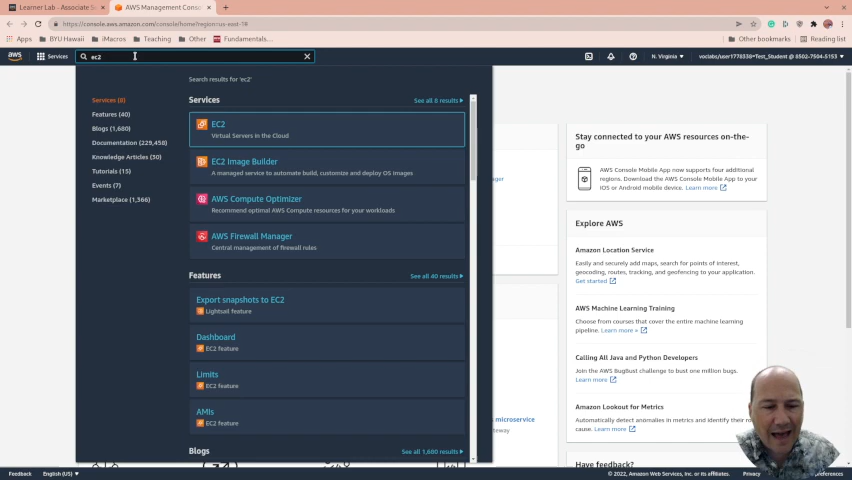 Learner Lab - Associate S
AWS Management Conso
https://console.aws.amazon.com/console/home?region=us-east-1#
Apps
BYU Hawaii
iMacros
Teaching
Other
Fundamentals...
Other bookmarks
Reading list
aws
Services
ec2
N. Virginia
voclabs/user1778338=Test_Student @ 8502-7504-5153
Search results for 'ec2'
Services (8)
Features (40)
Blogs (1,680)
Documentation (229,458)
Knowledge Articles (30)
Tutorials (15)
Events (7)
Marketplace (1,366)
Services
See all 8 results
EC2
Virtual Servers in the Cloud
EC2 Image Builder
A managed service to automate build, customize and deploy OS images
AWS Compute Optimizer
Recommend optimal AWS Compute resources for your workloads
AWS Firewall Manager
Central management of firewall rules
Features
See all 40 results
Export snapshots to EC2
Lightsail feature
Dashboard
EC2 feature
Limits
EC2 feature
AMIs
EC2 feature
Blogs
See all 1,680 results
Stay connected to your AWS resources on-the-
go
AWS Console Mobile App now supports four additional
regions. Download the AWS Console Mobile App to your
iOS or Android mobile device. Learn more
Explore AWS
Amazon Location Service
Easily and securely add maps, search for points of interest,
geocoding, routes, tracking, and geofencing to your application.
Get started
AWS Machine Learning Training
Choose from courses that cover the entire machine learning
pipeline. Learn more »
Calling All Java and Python Developers
Join the AWS BugBust challenge to bust one million bugs.
Learn more
Amazon Lookout for Metrics
Automatically detect anomalies in metrics and identify their ro
cause. Learn more
Have feedback?
microservice
Feedback
English (US)
© 2022, Amazon Web Services, Inc. or its affiliates.
Privacy